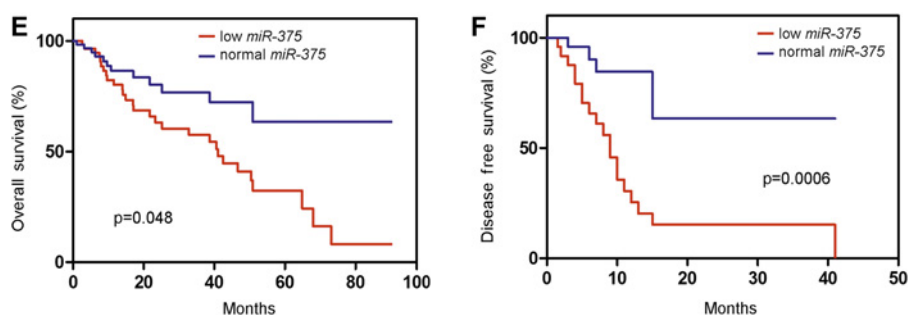 E
low miR-375
normal miR-375
100
50
0
Overall survival (%)
p=0.048
0 20 40 60 80 100
Months
F
low miR-375
normal miR-375
100
50
0
Disease free survival (%)
p=0.0006
0 10 20 30 40 50
Months